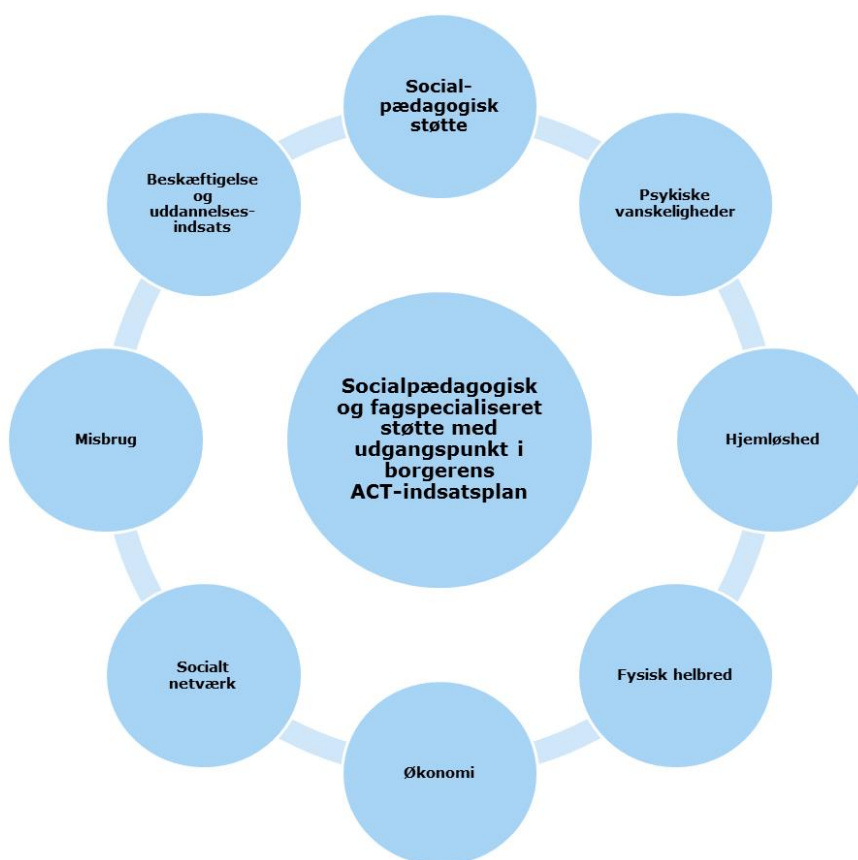 Social-
pædagogisk
støtte
Psykiske
vanskeligheder
Hjemløshed
Fysisk helbred
Økonomi
Socialt
netværk
Misbrug
Beskæftigelse
og
uddannelses-
indsats
Socialpædagogisk
og fagspecialiseret
støtte med
udgangspunkt i
borgerens
ACT-indsatsplan